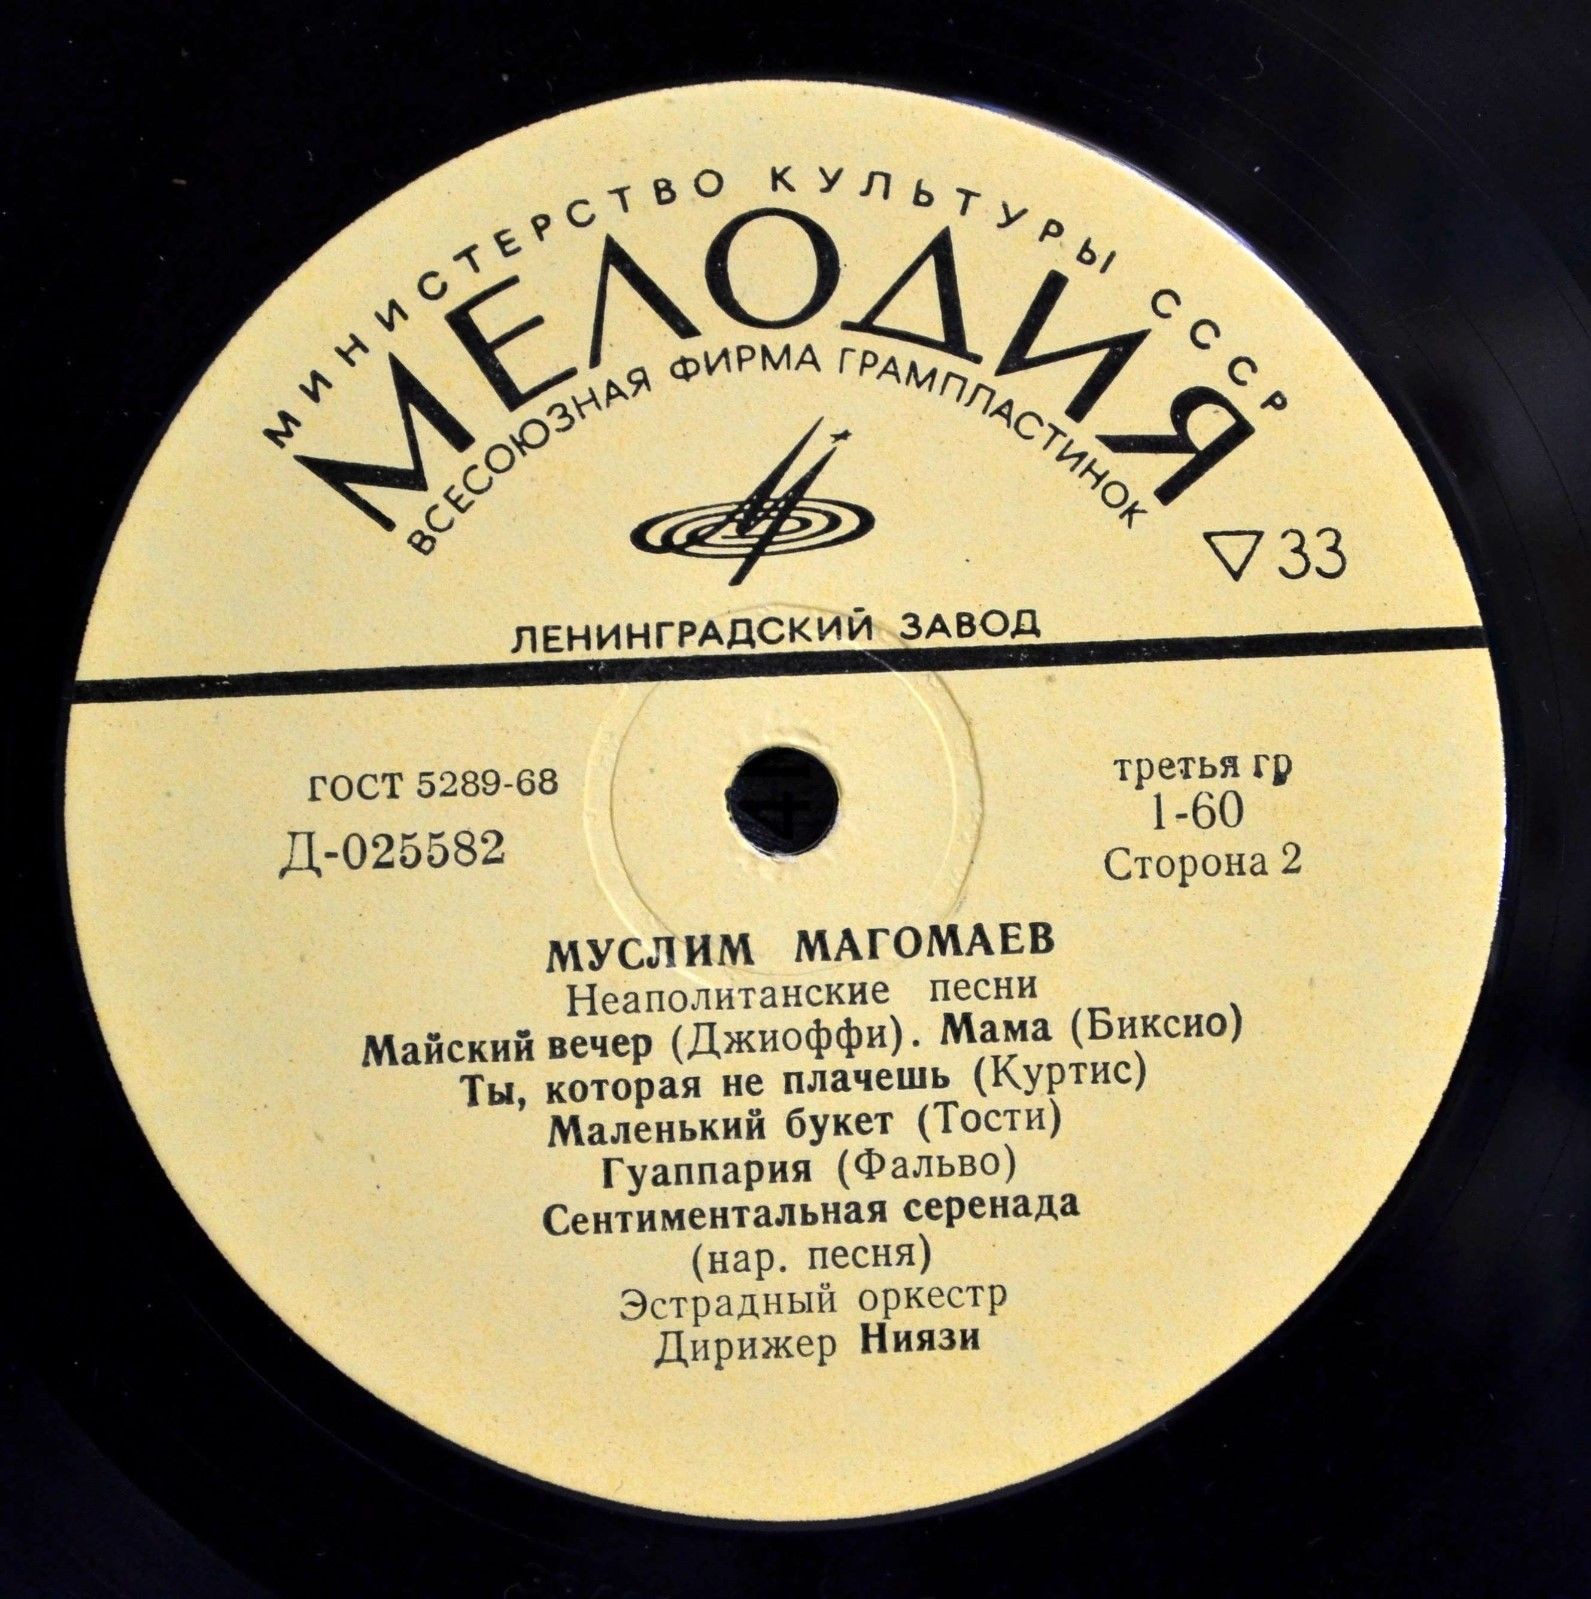 МИНИСТЕРСТВО КУЛЬТУРЫ СССР
МЕЛОДИЯ
ВСЕСОЮЗНАЯ ФИРМА ГРАМПЛАСТИНОК
▽ 33
ЛЕНИНГРАДСКИЙ ЗАВОД
ГОСТ 5289-68
Д-025582
третья гр
1-60
Сторона 2
МУСЛИМ МАГОМАЕВ
Неаполитанские песни
Майский вечер (Джиоффи). Мама (Биксио)
Ты, которая не плачешь (Куртис)
Маленький букет (Тости)
Гуаппария (Фальво)
Сентиментальная серенада
(нар. песня)
Эстрадный оркестр
Дирижер Ниязи